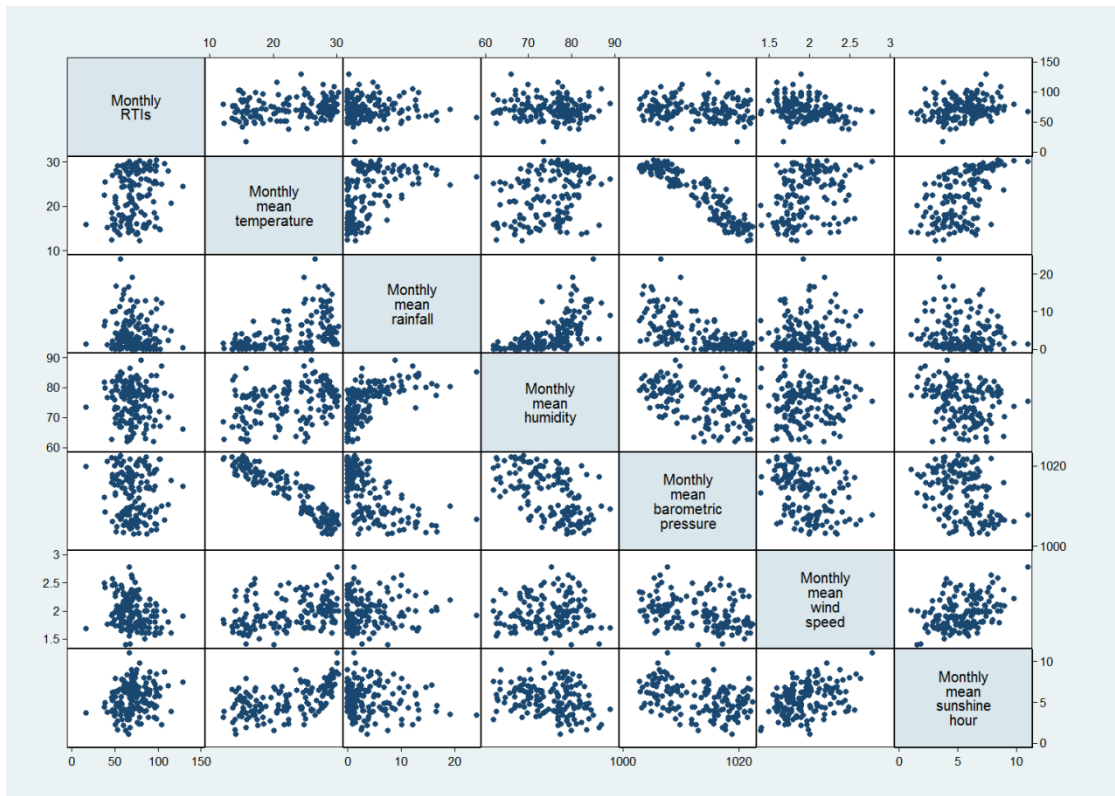 10 20 30 60 70 80 90 1.5 2 2.5 3
Monthly
RTIs
150
100
50
0
30
20
10
Monthly
mean
temperature
Monthly
mean
rainfall
20
10
0
90
80
70
60
Monthly
mean
humidity
Monthly
mean
barometric
pressure
1020
1000
3
2.5
2
1.5
Monthly
mean
wind
speed
Monthly
mean
sunshine
hour
10
5
0
0 50 100 150 0 10 20 1000 1020 0 5 10